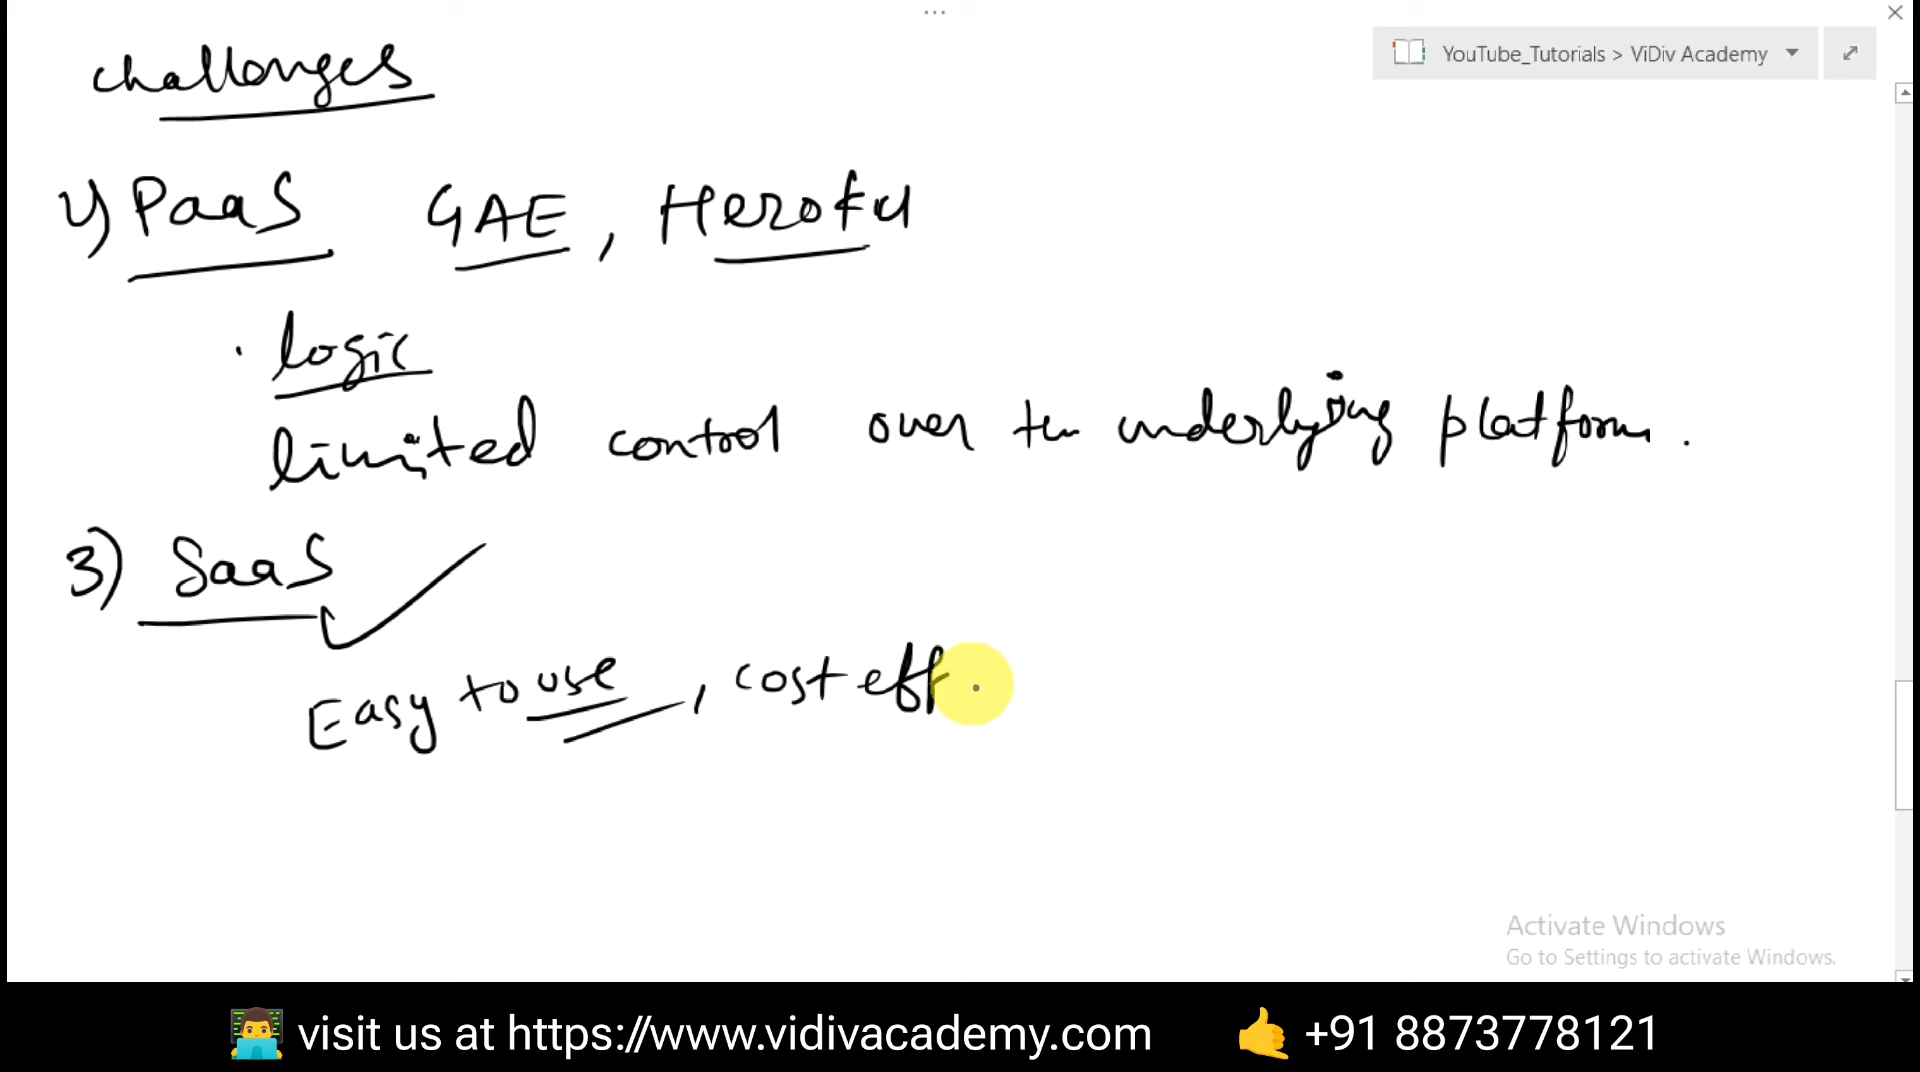 ...
YouTube_Tutorials > ViDiv Academy
challenges
2) PaaS GAE, Heroku
. logic
limited control over the underlying platform.
3) SaaS
Easy to use, cost eff
Activate Windows
Go to Settings to activate Windows.
visit us at https://www.vidivacademy.com +91 8873778121